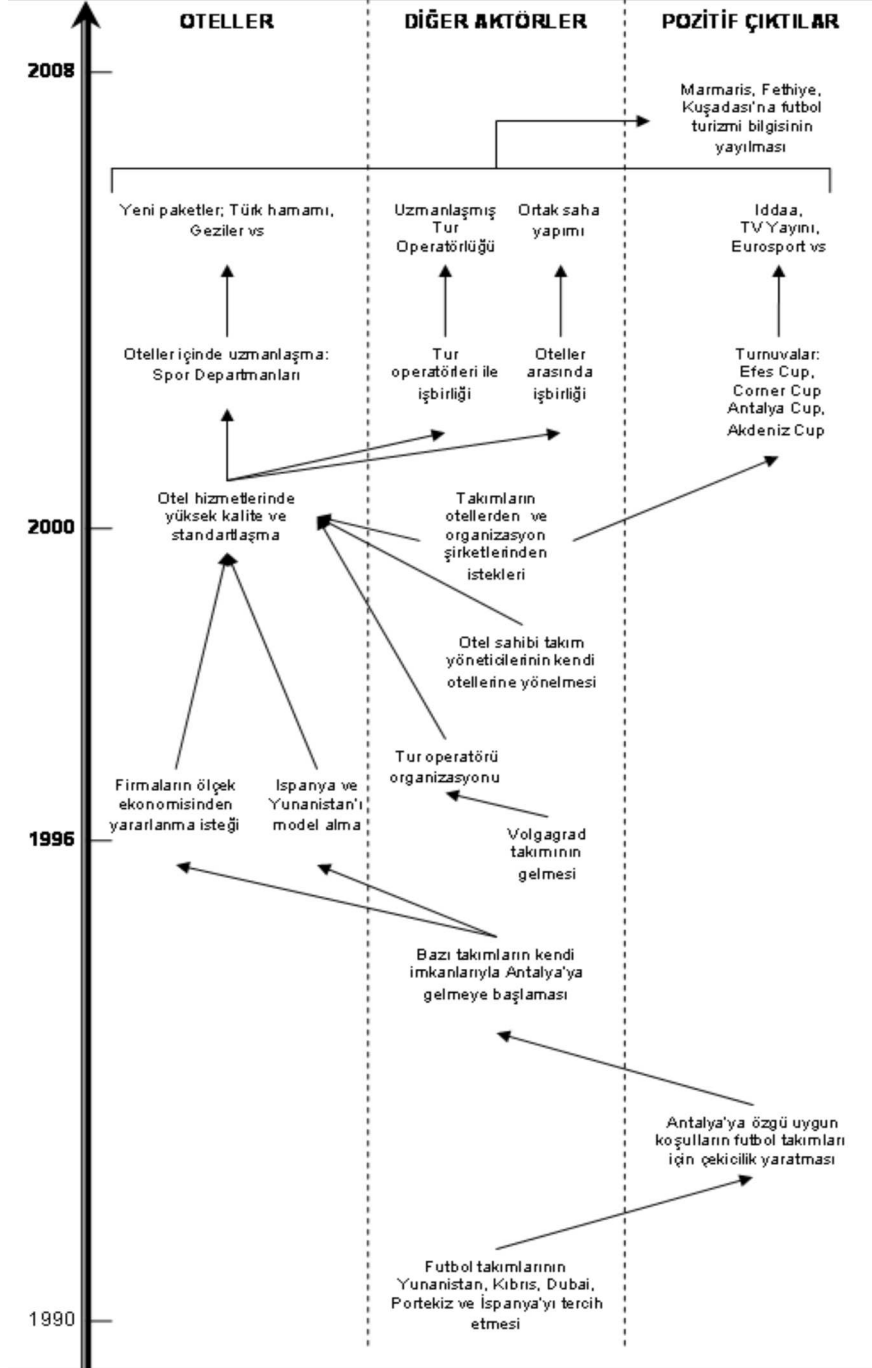 OTELLER
DİĞER AKTÖRLER
POZİTİF ÇIKTILAR
2008
Marmaris, Fethiye,
Kuşadası'na futbol
turizmi bilgisinin
yayılması
Yeni paketler; Türk hamamı,
Geziler vs
Uzmanlaşmış
Tur
Operatörlüğü
Ortak saha
yapımı
Iddaa,
TV Yayını,
Eurosport vs
Oteller içinde uzmanlaşma:
Spor Departmanları
Tur
operatörleri ile
işbirliği
Oteller
arasında
işbirliği
Turnuvalar:
Efes Cup,
Corner Cup
Antalya Cup,
Akdeniz Cup
Otel hizmetlerinde
yüksek kalite ve
standartlaşma
2000
Takımların
otellerden ve
organizasyon
şirketlerinden
istekleri
Otel sahibi takım
yöneticilerinin kendi
otellerine yönelmesi
Tur operatörü
organizasyonu
Firmaların ölçek
ekonomisinden
yararlanma isteği
Ispanya ve
Yunanistan'ı
model alma
1996
Volgagrad
takımının
gelmesi
Bazı takımların kendi
imkanlarıyla Antalya'ya
gelmeye başlaması
Antalya'ya özgü uygun
koşulların futbol takımları
için çekicilik yaratması
Futbol takımlarının
Yunanistan, Kıbrıs, Dubai,
Portekiz ve İspanya'yı tercih
etmesi
1990